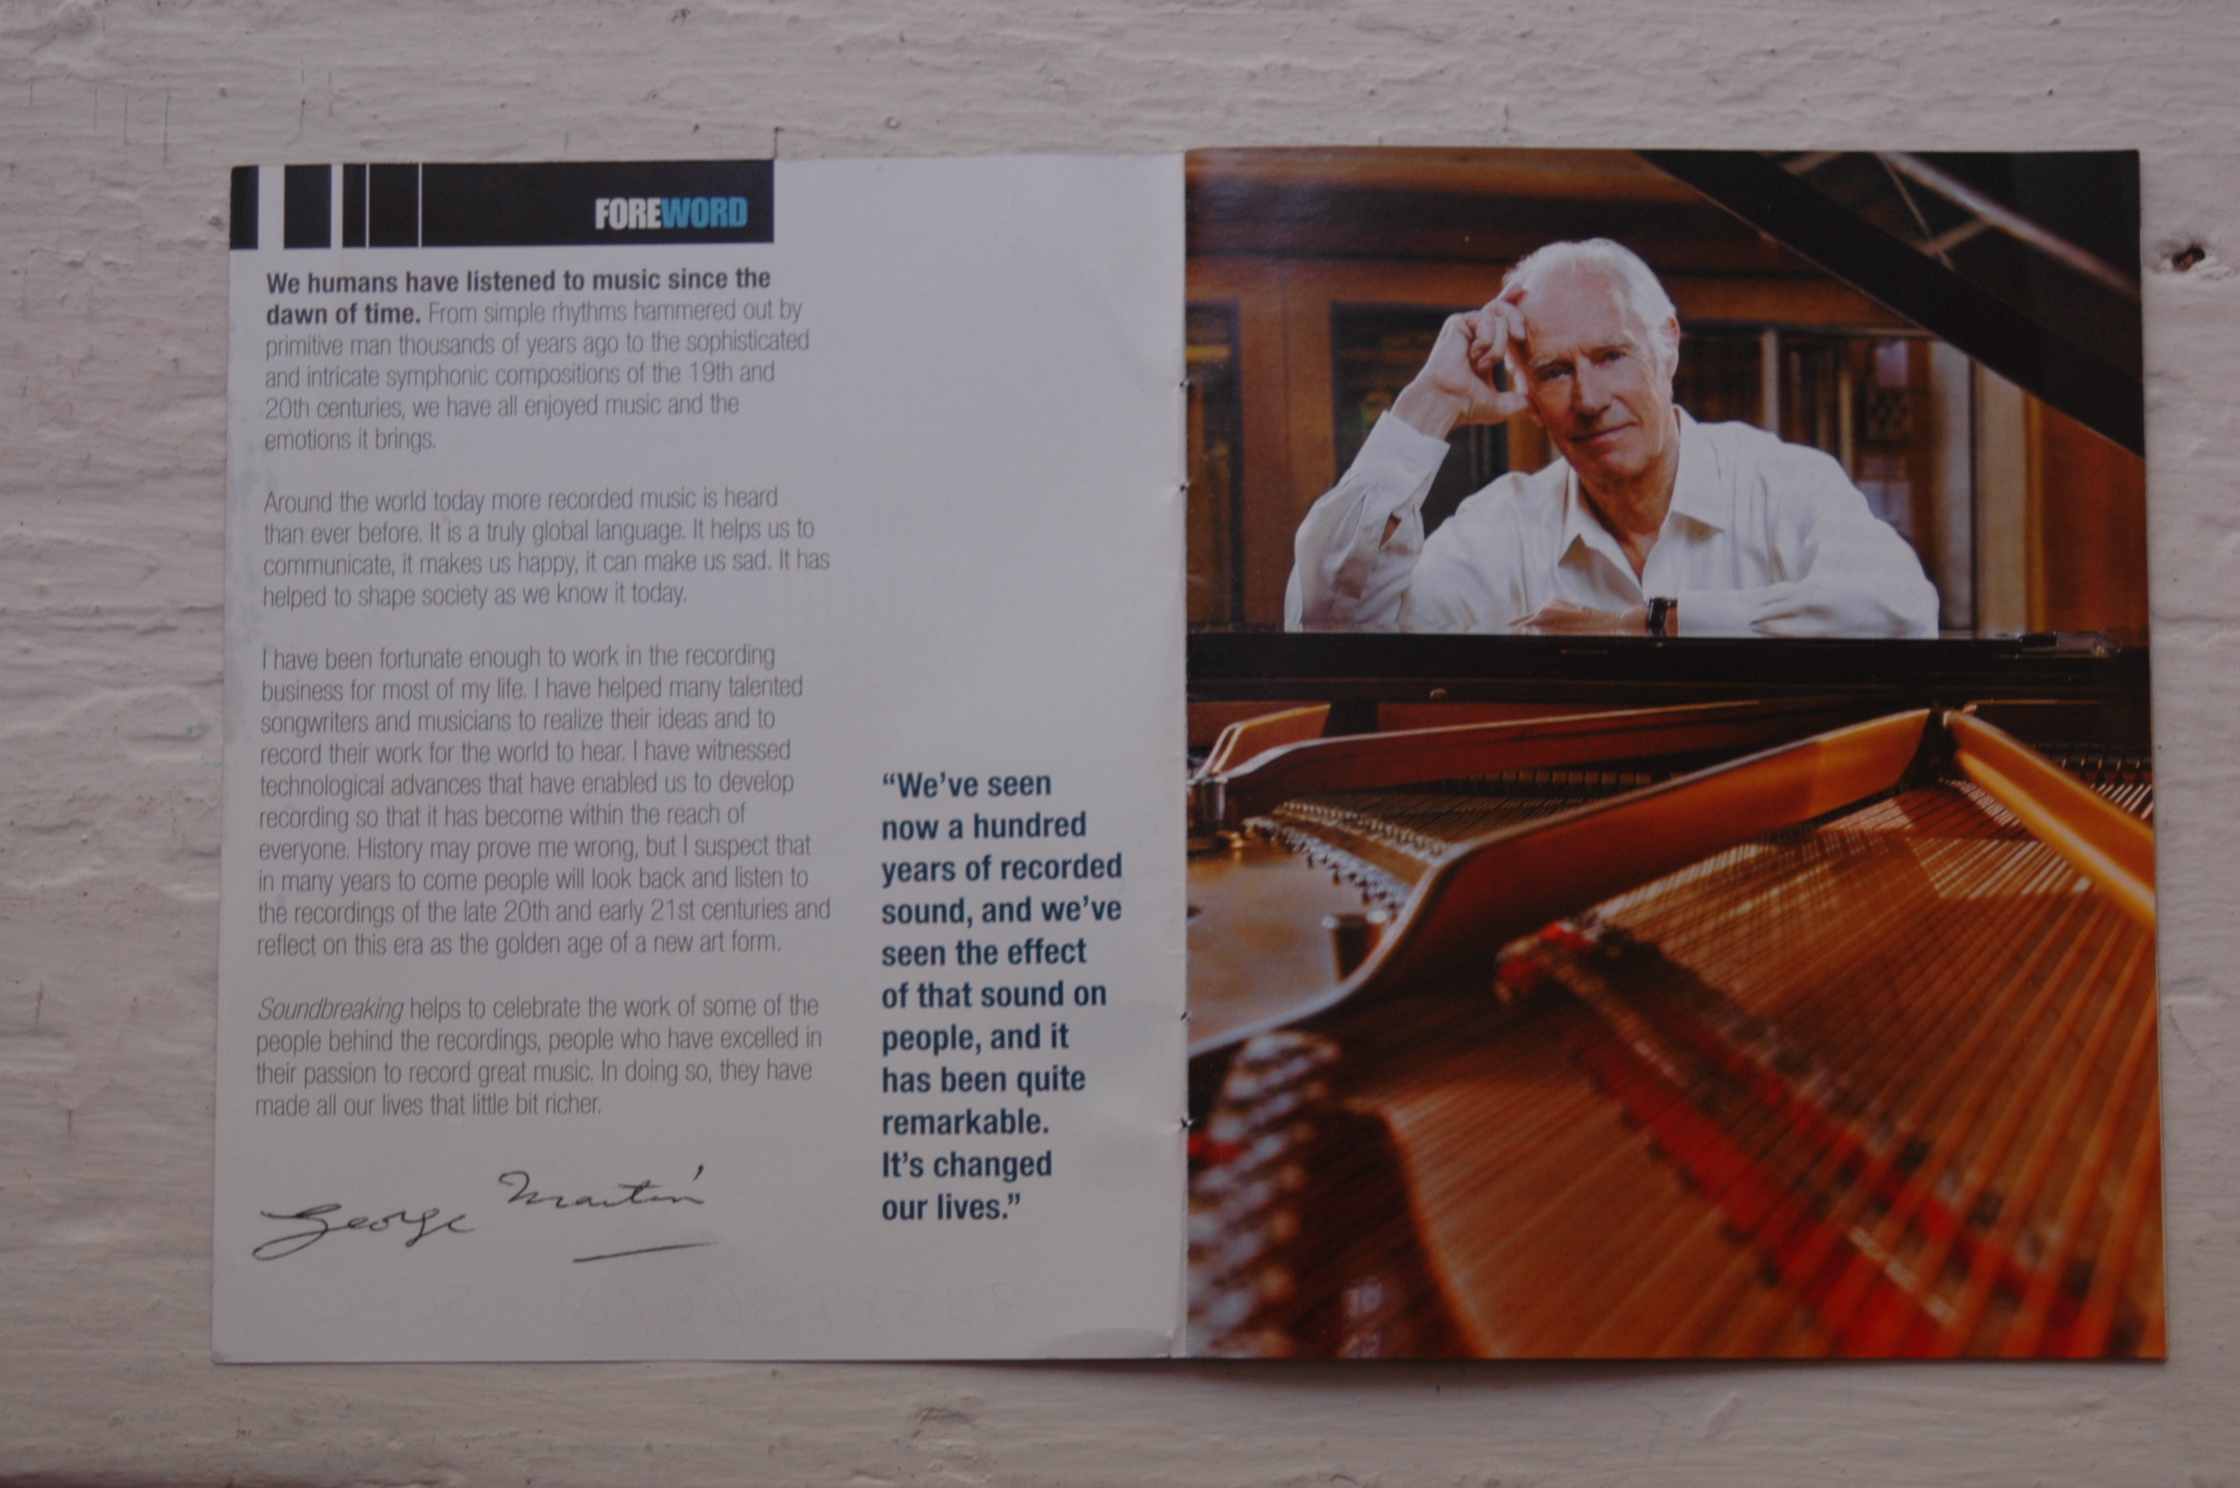 FOREWORD
We humans have listened to music since the
dawn of time. From simple rhythms hammered out by
primitive man thousands of years ago to the sophisticated
and intricate symphonic compositions of the 19th and
20th centuries, we have all enjoyed music and the
emotions it brings.
Around the world today more recorded music is heard
than ever before. It is a truly global language. It helps us to
communicate, it makes us happy, it can make us sad. It has
helped to shape society as we know it today.
I have been fortunate enough to work in the recording
business for most of my life. I have helped many talented
songwriters and musicians to realize their ideas and to
record their work for the world to hear. I have witnessed
technological advances that have enabled us to develop
recording so that it has become within the reach of
everyone. History may prove me wrong, but I suspect that
in many years to come people will look back and listen to
the recordings of the late 20th and early 21st centuries and
reflect on this era as the golden age of a new art form.
Soundbreaking helps to celebrate the work of some of the
people behind the recordings, people who have excelled in
their passion to record great music. In doing so, they have
made all our lives that little bit richer.
George Martin
“We’ve seen
now a hundred
years of recorded
sound, and we’ve
seen the effect
of that sound on
people, and it
has been quite
remarkable.
It’s changed
our lives.”